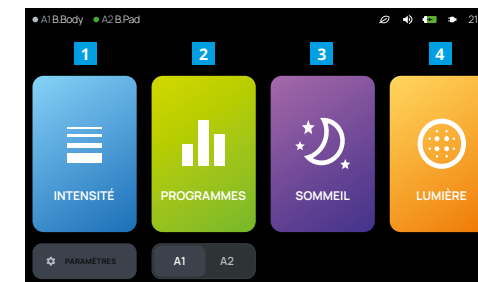 A1 B.Body A2 B.Pad 21
1 2 3 4
INTENSITÉ PROGRAMMES SOMMEIL LUMIÈRE
PARAMÈTRES A1 A2